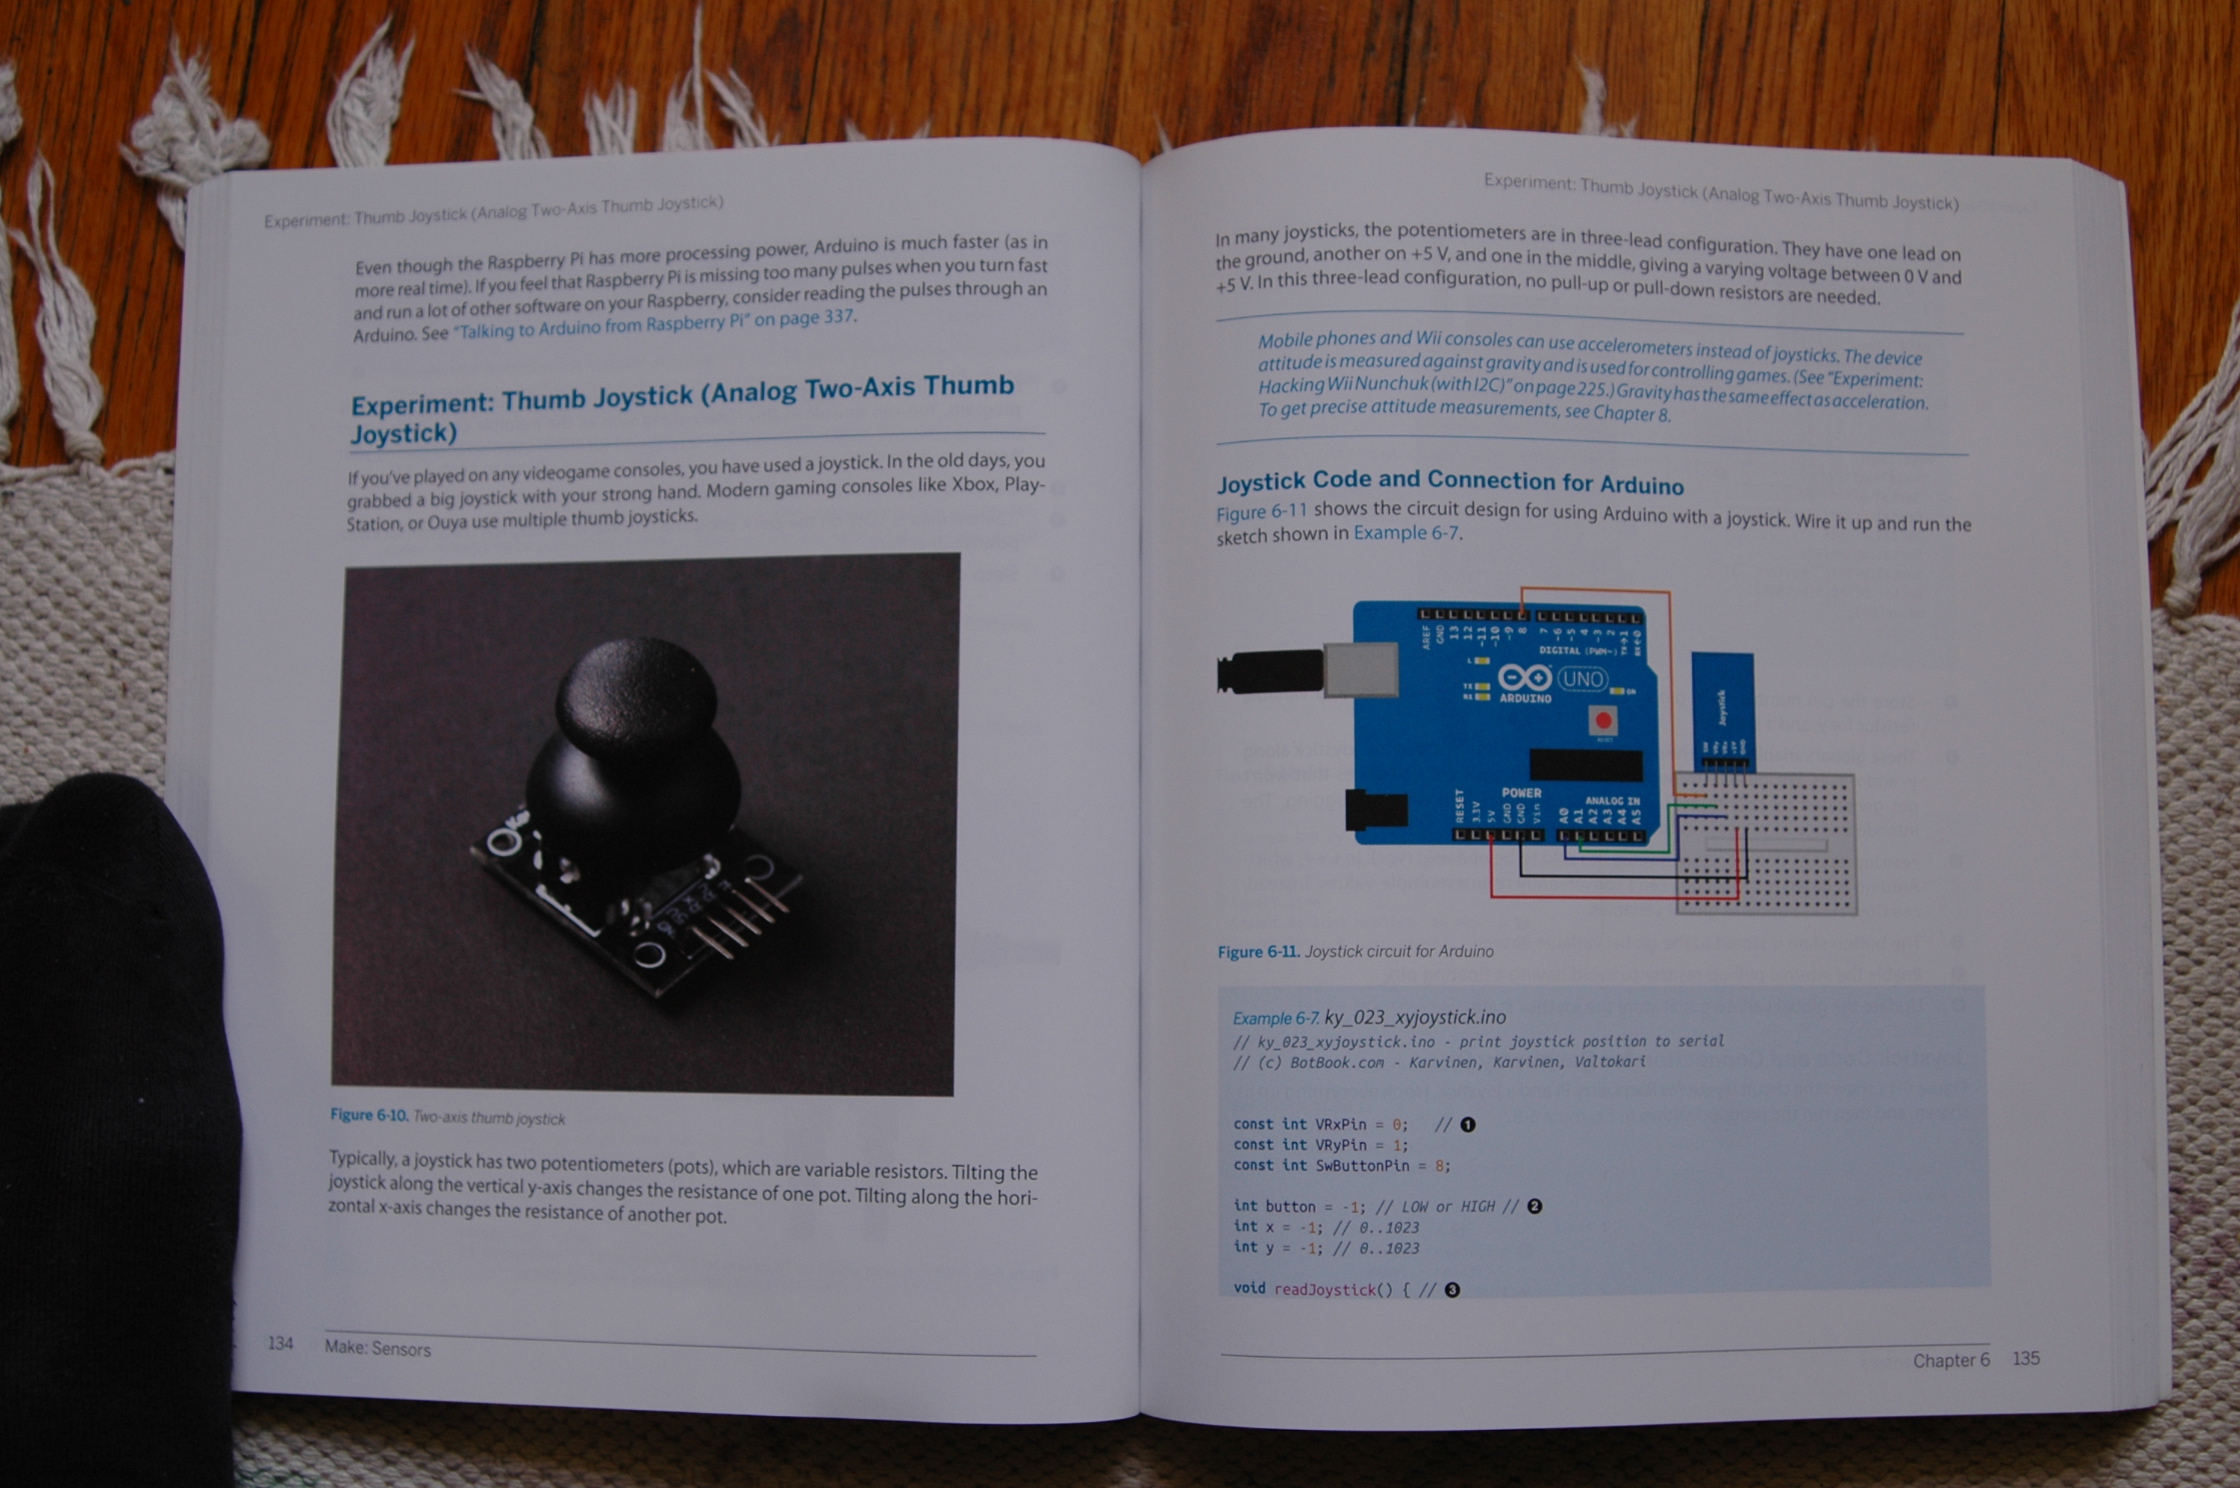 Experiment: Thumb Joystick (Analog Two-Axis Thumb Joystick)
Even though the Raspberry Pi has more processing power, Arduino is much faster (as in
more real time). If you feel that Raspberry Pi is missing too many pulses when you turn fast
and run a lot of other software on your Raspberry, consider reading the pulses through an
Arduino. See "Talking to Arduino from Raspberry Pi" on page 337.
Experiment: Thumb Joystick (Analog Two-Axis Thumb
Joystick)
If you've played on any videogame consoles, you have used a joystick. In the old days, you
grabbed a big joystick with your strong hand. Modern gaming consoles like Xbox, Play-
Station, or Ouya use multiple thumb joysticks.
Figure 6-10. Two-axis thumb joystick
Typically, a joystick has two potentiometers (pots), which are variable resistors. Tilting the
joystick along the vertical y-axis changes the resistance of one pot. Tilting along the hori-
zontal x-axis changes the resistance of another pot.
134 Make: Sensors
Experiment: Thumb Joystick (Analog Two-Axis Thumb Joystick)
In many joysticks, the potentiometers are in three-lead configuration. They have one lead on
the ground, another on +5 V, and one in the middle, giving a varying voltage between 0 V and
+5 V. In this three-lead configuration, no pull-up or pull-down resistors are needed.
Mobile phones and Wii consoles can use accelerometers instead of joysticks. The device
attitude is measured against gravity and is used for controlling games. (See "Experiment:
Hacking Wii Nunchuk (with I2C)" on page 225.) Gravity has the same effect as acceleration.
To get precise attitude measurements, see Chapter 8.
Joystick Code and Connection for Arduino
Figure 6-11 shows the circuit design for using Arduino with a joystick. Wire it up and run the
sketch shown in Example 6-7.
AREF
GND
13
12
-11
-10
-9
8
7
-6
-5
4
-3
2
TX→1
RX←0
DIGITAL (PWM~)
L
TX
RX
UNO
ARDUINO
ON
RESET
3.3V
5V
GND
GND
Vin
POWER
A0
A1
A2
A3
A4
A5
ANALOG IN
Joystick
SW
VRy
VRx
+5V
GND
Figure 6-11. Joystick circuit for Arduino
Example 6-7. ky_023_xyjoystick.ino
// ky_023_xyjoystick.ino - print joystick position to serial
// (c) BotBook.com - Karvinen, Karvinen, Valtokari
const int VRxPin = 0; // 1
const int VRyPin = 1;
const int SwButtonPin = 8;
int button = -1; // LOW or HIGH // 2
int x = -1; // 0..1023
int y = -1; // 0..1023
void readJoystick() { // 3
Chapter 6 135